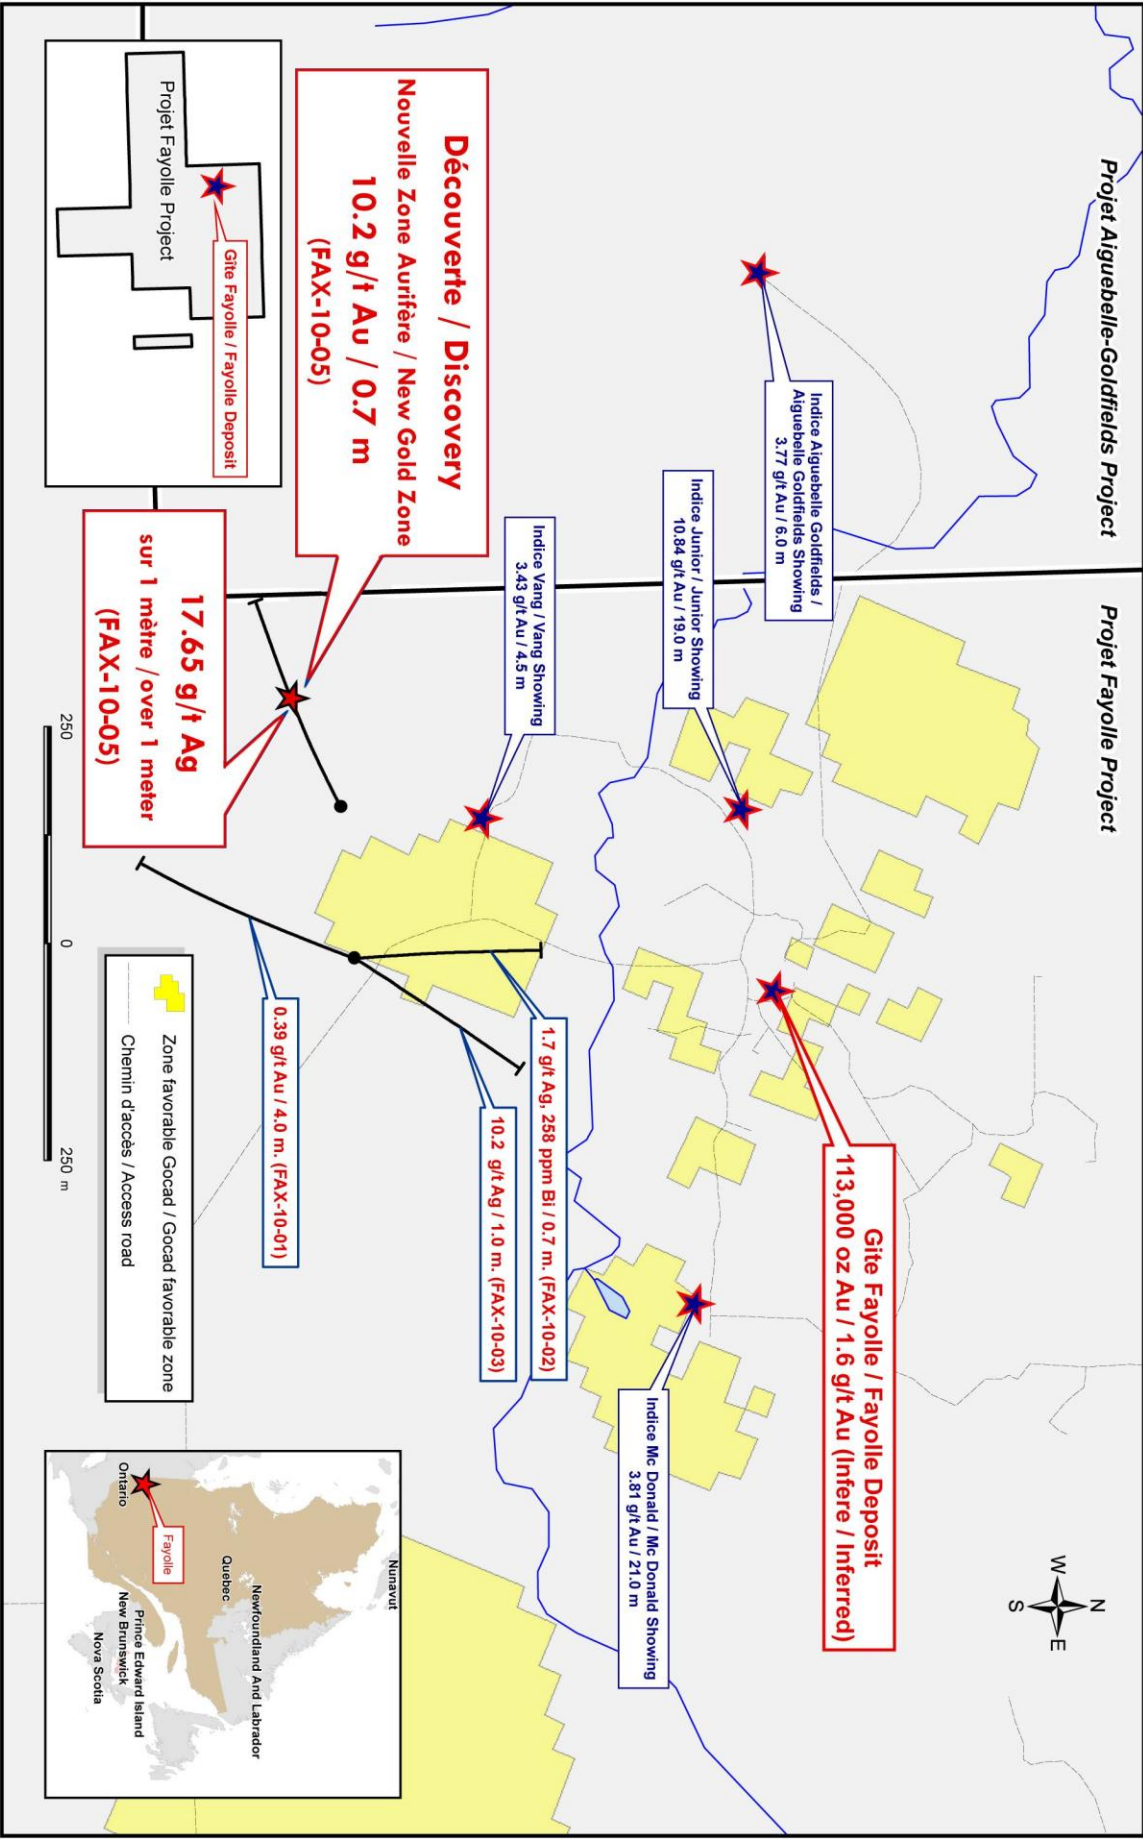 Projet Aiguebelle-Goldfields Project
Projet Fayolle Project
N
W
E
S
Indice Aiguebelle Goldfields /
Aiguebelle Goldfields Showing
3.77 g/t Au / 6.0 m
Indice Junior / Junior Showing
10.84 g/t Au / 19.0 m
Gite Fayolle / Fayolle Deposit
113,000 oz Au / 1.6 g/t Au (Infere / Inferred)
Indice Vang / Vang Showing
3.43 g/t Au / 4.5 m
Indice Mc Donald / Mc Donald Showing
3.81 g/t Au / 21.0 m
Découverte / Discovery
Nouvelle Zone Aurifère / New Gold Zone
10.2 g/t Au / 0.7 m
(FAX-10-05)
1.7 g/t Ag, 258 ppm Bi / 0.7 m. (FAX-10-02)
10.2 g/t Ag / 1.0 m. (FAX-10-03)
0.39 g/t Au / 4.0 m. (FAX-10-01)
17.65 g/t Ag
sur 1 mètre / over 1 meter
(FAX-10-05)
Projet Fayolle Project
Gîte Fayolle / Fayolle Deposit
250
0
250 m
Zone favorable Gocad / Gocad favorable zone
Chemin d'accès / Access road
Nunavut
Newfoundland And Labrador
Quebec
Fayolle
Ontario
Prince Edward Island
New Brunswick
Nova Scotia